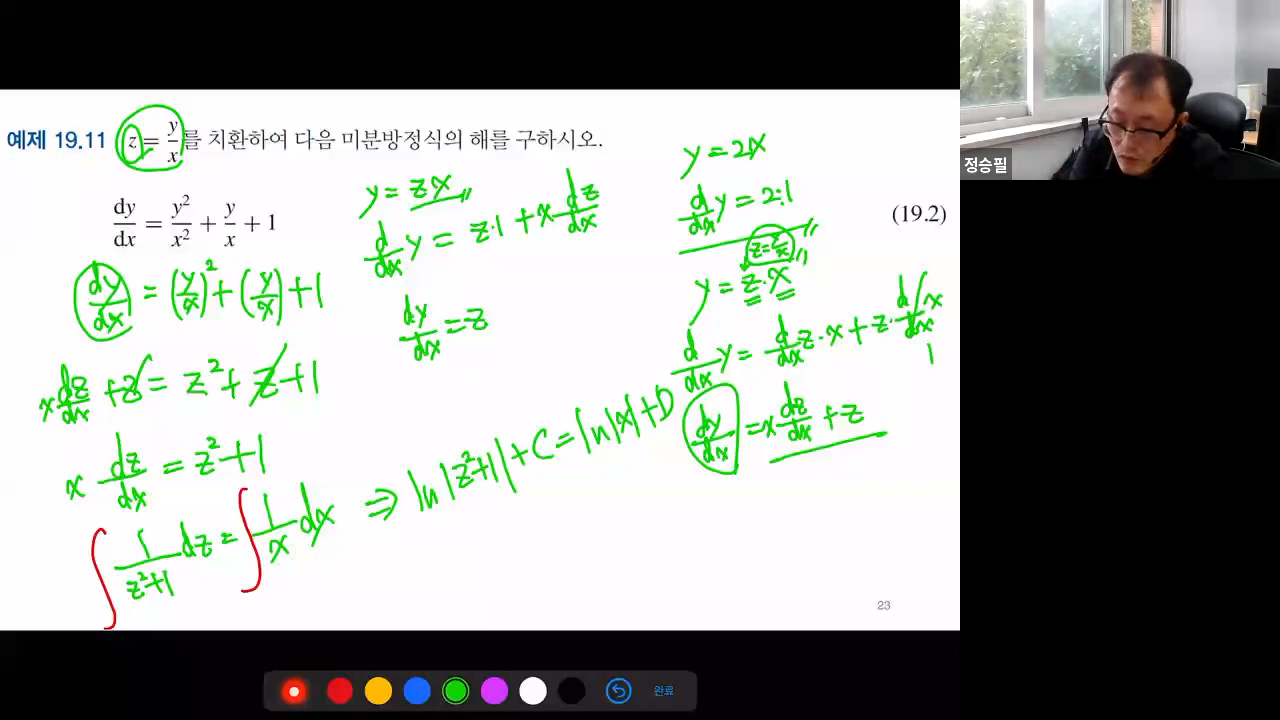 예제 19.11 z = y/x 를 치환하여 다음 미분방정식의 해를 구하시오.
dy/dx = y²/x² + y/x + 1 (19.2)
dy/dx = (y/x)² + (y/x) + 1
x dz/dx + z = z² + z + 1
x dz/dx = z² + 1
∫ 1/(z²+1) dz = ∫ 1/x dx ⇒ ln|z²+1| + C = ln|x| + D
y = zx
d/dx y = z·1 + x dz/dx
dy/dx = z
y = 2x
d/dx y = 2·1
z = y/x
y = z·x
d/dx y = d/dx z·x + z· d/dx x
1
dy/dx = x dz/dx + z
23
정승필
완료